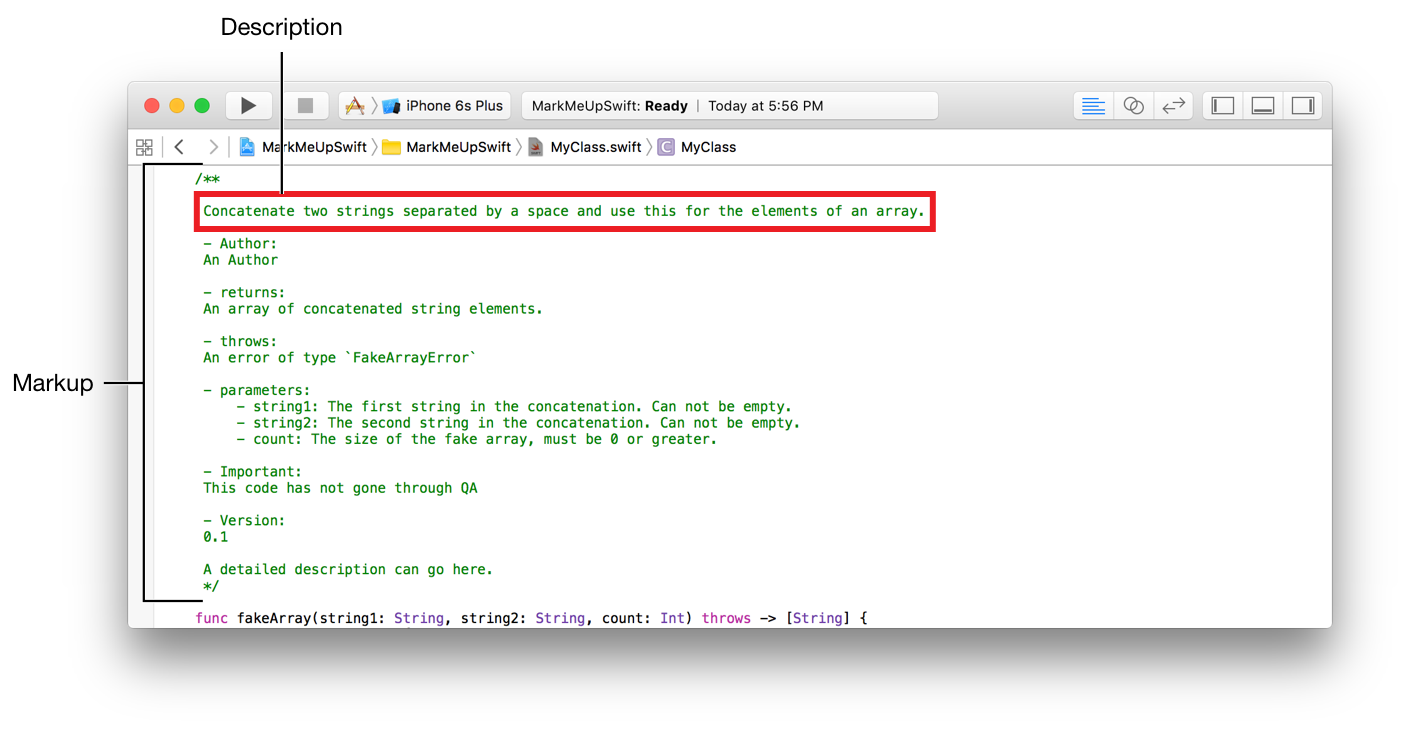 Description
iPhone 6s Plus
MarkMeUpSwift: Ready | Today at 5:56 PM
MarkMeUpSwift
MarkMeUpSwift
MyClass.swift
C MyClass
/**
Concatenate two strings separated by a space and use this for the elements of an array.
- Author:
An Author
- returns:
An array of concatenated string elements.
- throws:
An error of type `FakeArrayError`
Markup
- parameters:
- string1: The first string in the concatenation. Can not be empty.
- string2: The second string in the concatenation. Can not be empty.
- count: The size of the fake array, must be 0 or greater.
- Important:
This code has not gone through QA
- Version:
0.1
A detailed description can go here.
*/
func fakeArray(string1: String, string2: String, count: Int) throws -> [String] {